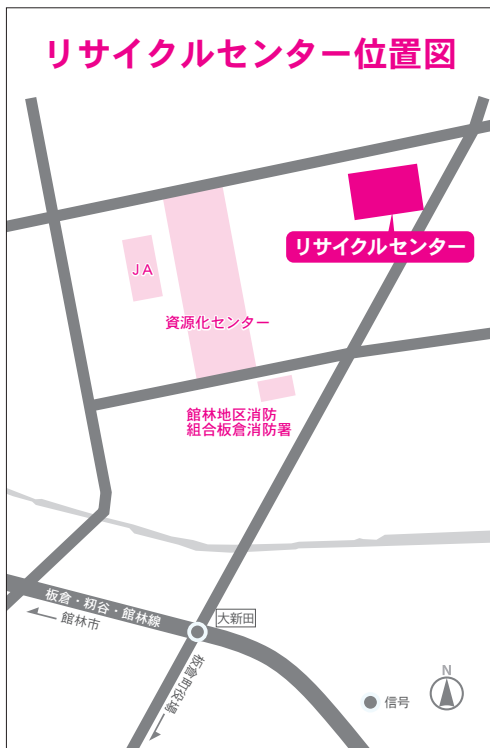 リサイクルセンター位置図
リサイクルセンター
JA
資源化センター
館林地区消防
組合板倉消防署
板倉・籾谷・館林線
館林市
大新田
板倉町役場
信号
N